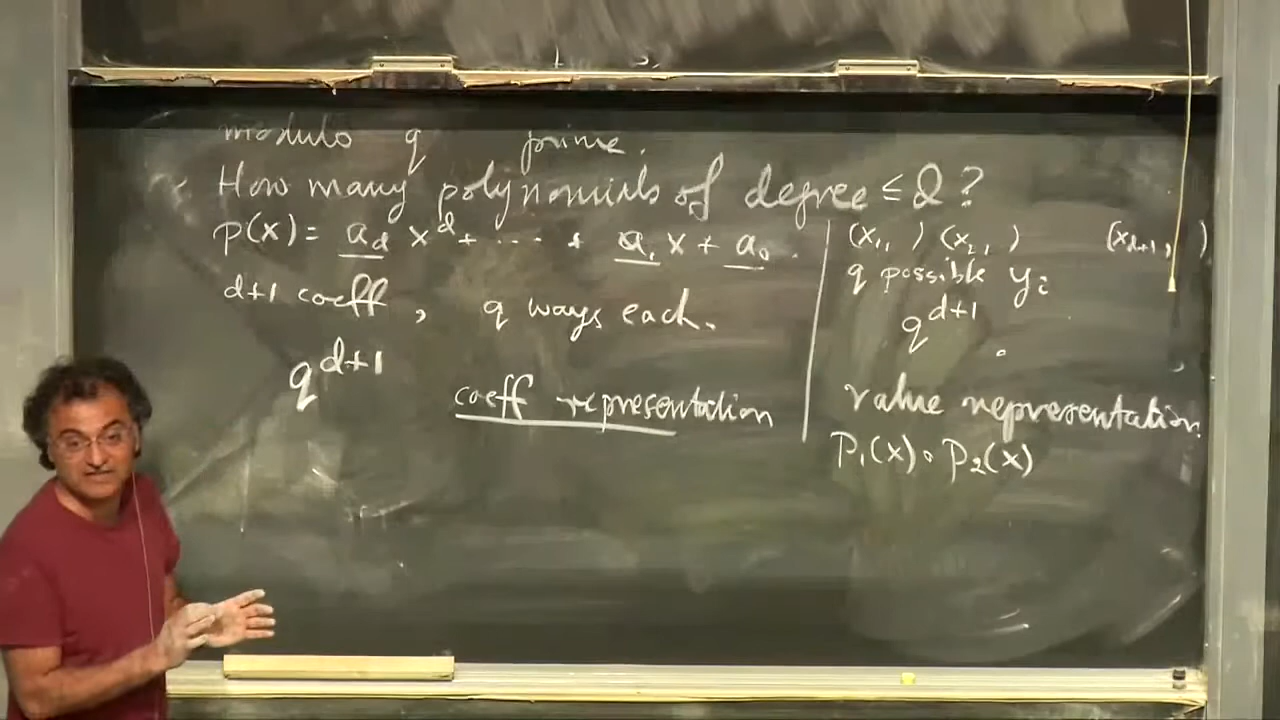 modulo q prime.
How many polynomials of degree ≤ d?
p(x) = a_d x^d + ... + a_1 x + a_0.
d+1 coeff, q ways each.
q^{d+1}
coeff representation
(x_1, ) (x_2, ) (x_{d+1}, )
q possible y_i
q^{d+1}.
value representation
P_1(x) · P_2(x)